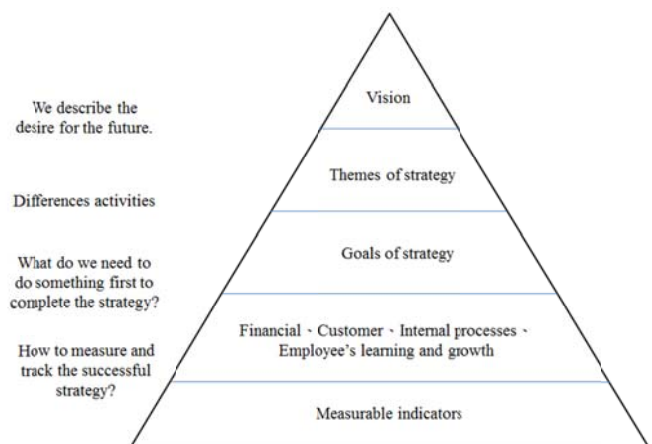 Vision
We describe the
desire for the future.
Themes of strategy
Differences activities
Goals of strategy
What do we need to
do something first to
complete the strategy?
Financial、Customer、Internal processes、
Employee's learning and growth
How to measure and
track the successful
strategy?
Measurable indicators